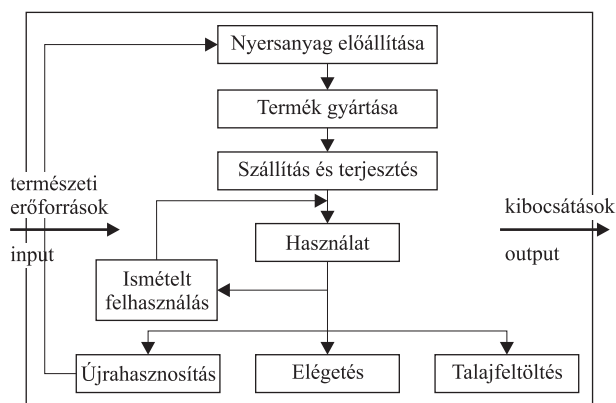 Nyersanyag előállítása
Termék gyártása
Szállítás és terjesztés
természeti
erőforrások
input
kibocsátások
output
Használat
Ismételt
felhasználás
Újrahasznosítás
Elégetés
Talajfeltöltés